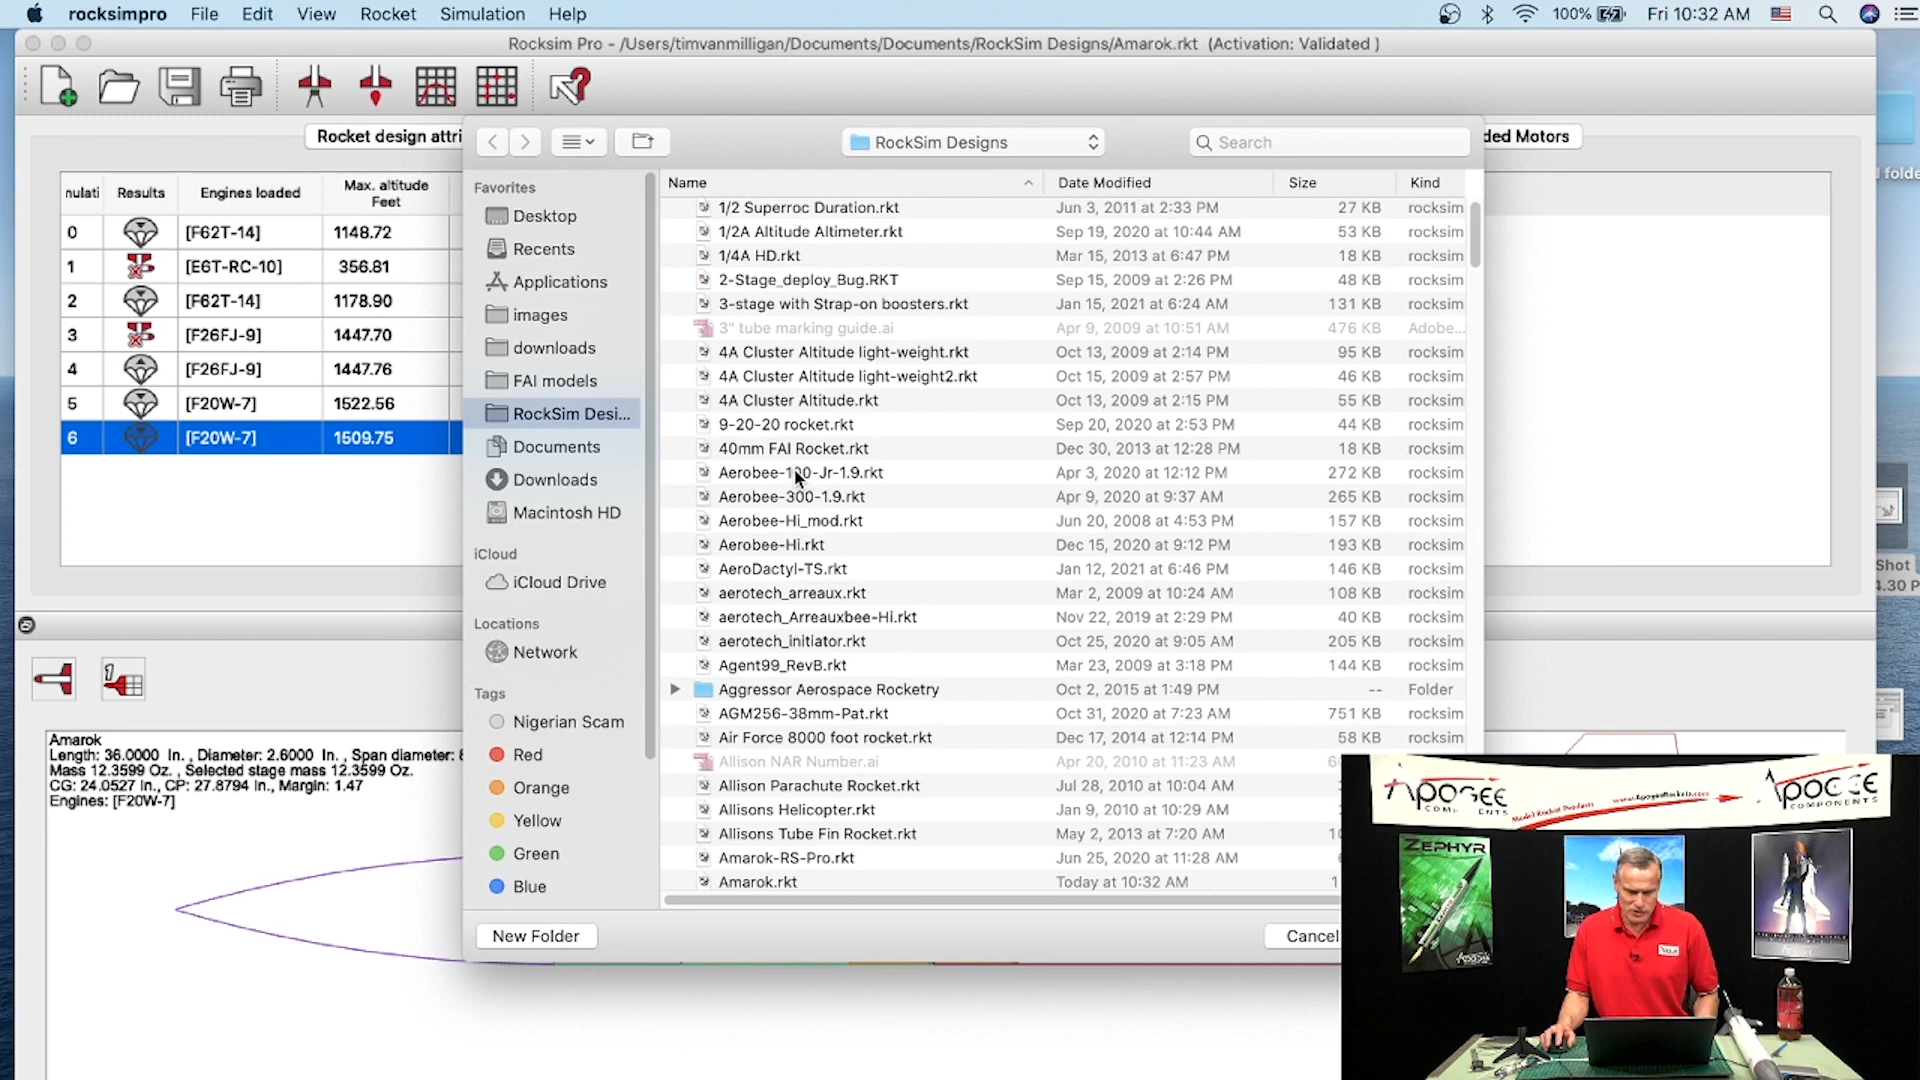 rocksimpro File Edit View Rocket Simulation Help 100% Fri 10:32 AM
Rocksim Pro - /Users/timvanmilligan/Documents/Documents/RockSim Designs/Amarok.rkt (Activation: Validated )
Rocket design attri
ded Motors
RockSim Designs
Search
nulati Results Engines loaded Max. altitude
Feet
0 [F62T-14] 1148.72
1 [E6T-RC-10] 356.81
2 [F62T-14] 1178.90
3 [F26FJ-9] 1447.70
4 [F26FJ-9] 1447.76
5 [F20W-7] 1522.56
6 [F20W-7] 1509.75
Favorites
Desktop
Recents
Applications
images
downloads
FAI models
RockSim Desi...
Documents
Downloads
Macintosh HD
iCloud
iCloud Drive
Locations
Network
Tags
Nigerian Scam
Red
Orange
Yellow
Green
Blue
Name Date Modified Size Kind
1/2 Superroc Duration.rkt Jun 3, 2011 at 2:33 PM 27 KB rocksim
1/2A Altitude Altimeter.rkt Sep 19, 2020 at 10:44 AM 53 KB rocksim
1/4A HD.rkt Mar 15, 2013 at 6:47 PM 18 KB rocksim
2-Stage_deploy_Bug.RKT Sep 15, 2009 at 2:26 PM 48 KB rocksim
3-stage with Strap-on boosters.rkt Jan 15, 2021 at 6:24 AM 131 KB rocksim
3" tube marking guide.ai Apr 9, 2009 at 10:51 AM 476 KB Adobe...
4A Cluster Altitude light-weight.rkt Oct 13, 2009 at 2:14 PM 95 KB rocksim
4A Cluster Altitude light-weight2.rkt Oct 15, 2009 at 2:57 PM 46 KB rocksim
4A Cluster Altitude.rkt Oct 13, 2009 at 2:15 PM 55 KB rocksim
9-20-20 rocket.rkt Sep 20, 2020 at 2:53 PM 44 KB rocksim
40mm FAI Rocket.rkt Dec 30, 2013 at 12:28 PM 18 KB rocksim
Aerobee-1 0-Jr-1.9.rkt Apr 3, 2020 at 12:12 PM 272 KB rocksim
Aerobee-300-1.9.rkt Apr 9, 2020 at 9:37 AM 265 KB rocksim
Aerobee-Hi_mod.rkt Jun 20, 2008 at 4:53 PM 157 KB rocksim
Aerobee-Hi.rkt Dec 15, 2020 at 9:12 PM 193 KB rocksim
AeroDactyl-TS.rkt Jan 12, 2021 at 6:46 PM 146 KB rocksim
aerotech_arreaux.rkt Mar 2, 2009 at 10:24 AM 108 KB rocksim
aerotech_Arreauxbee-Hi.rkt Nov 22, 2019 at 2:29 PM 40 KB rocksim
aerotech_initiator.rkt Oct 25, 2020 at 9:05 AM 205 KB rocksim
Agent99_RevB.rkt Mar 23, 2009 at 3:18 PM 144 KB rocksim
Aggressor Aerospace Rocketry Oct 2, 2015 at 1:49 PM -- Folder
AGM256-38mm-Pat.rkt Oct 31, 2020 at 7:23 AM 751 KB rocksim
Air Force 8000 foot rocket.rkt Dec 17, 2014 at 12:14 PM 58 KB rocksim
Allison NAR Number.ai Apr 20, 2010 at 11:23 AM 6
Allison Parachute Rocket.rkt Jul 28, 2010 at 10:04 AM
Allisons Helicopter.rkt Jan 9, 2010 at 10:29 AM
Allisons Tube Fin Rocket.rkt May 2, 2013 at 7:20 AM 1
Amarok-RS-Pro.rkt Jun 25, 2020 at 11:28 AM
Amarok.rkt Today at 10:32 AM 1
New Folder
Cancel
Amarok
Length: 36.0000 In. , Diameter: 2.6000 In. , Span diameter:
Mass 12.3599 Oz. , Selected stage mass 12.3599 Oz.
CG: 24.0527 In., CP: 27.8794 In., Margin: 1.47
Engines: [F20W-7]
d folde
Shot
4.30 P
APOGEE
COMPONENTS
Model Rocket Products www.ApogeeRockets.com
APOGEE
COMPONENTS
ZEPHYR
Apogee